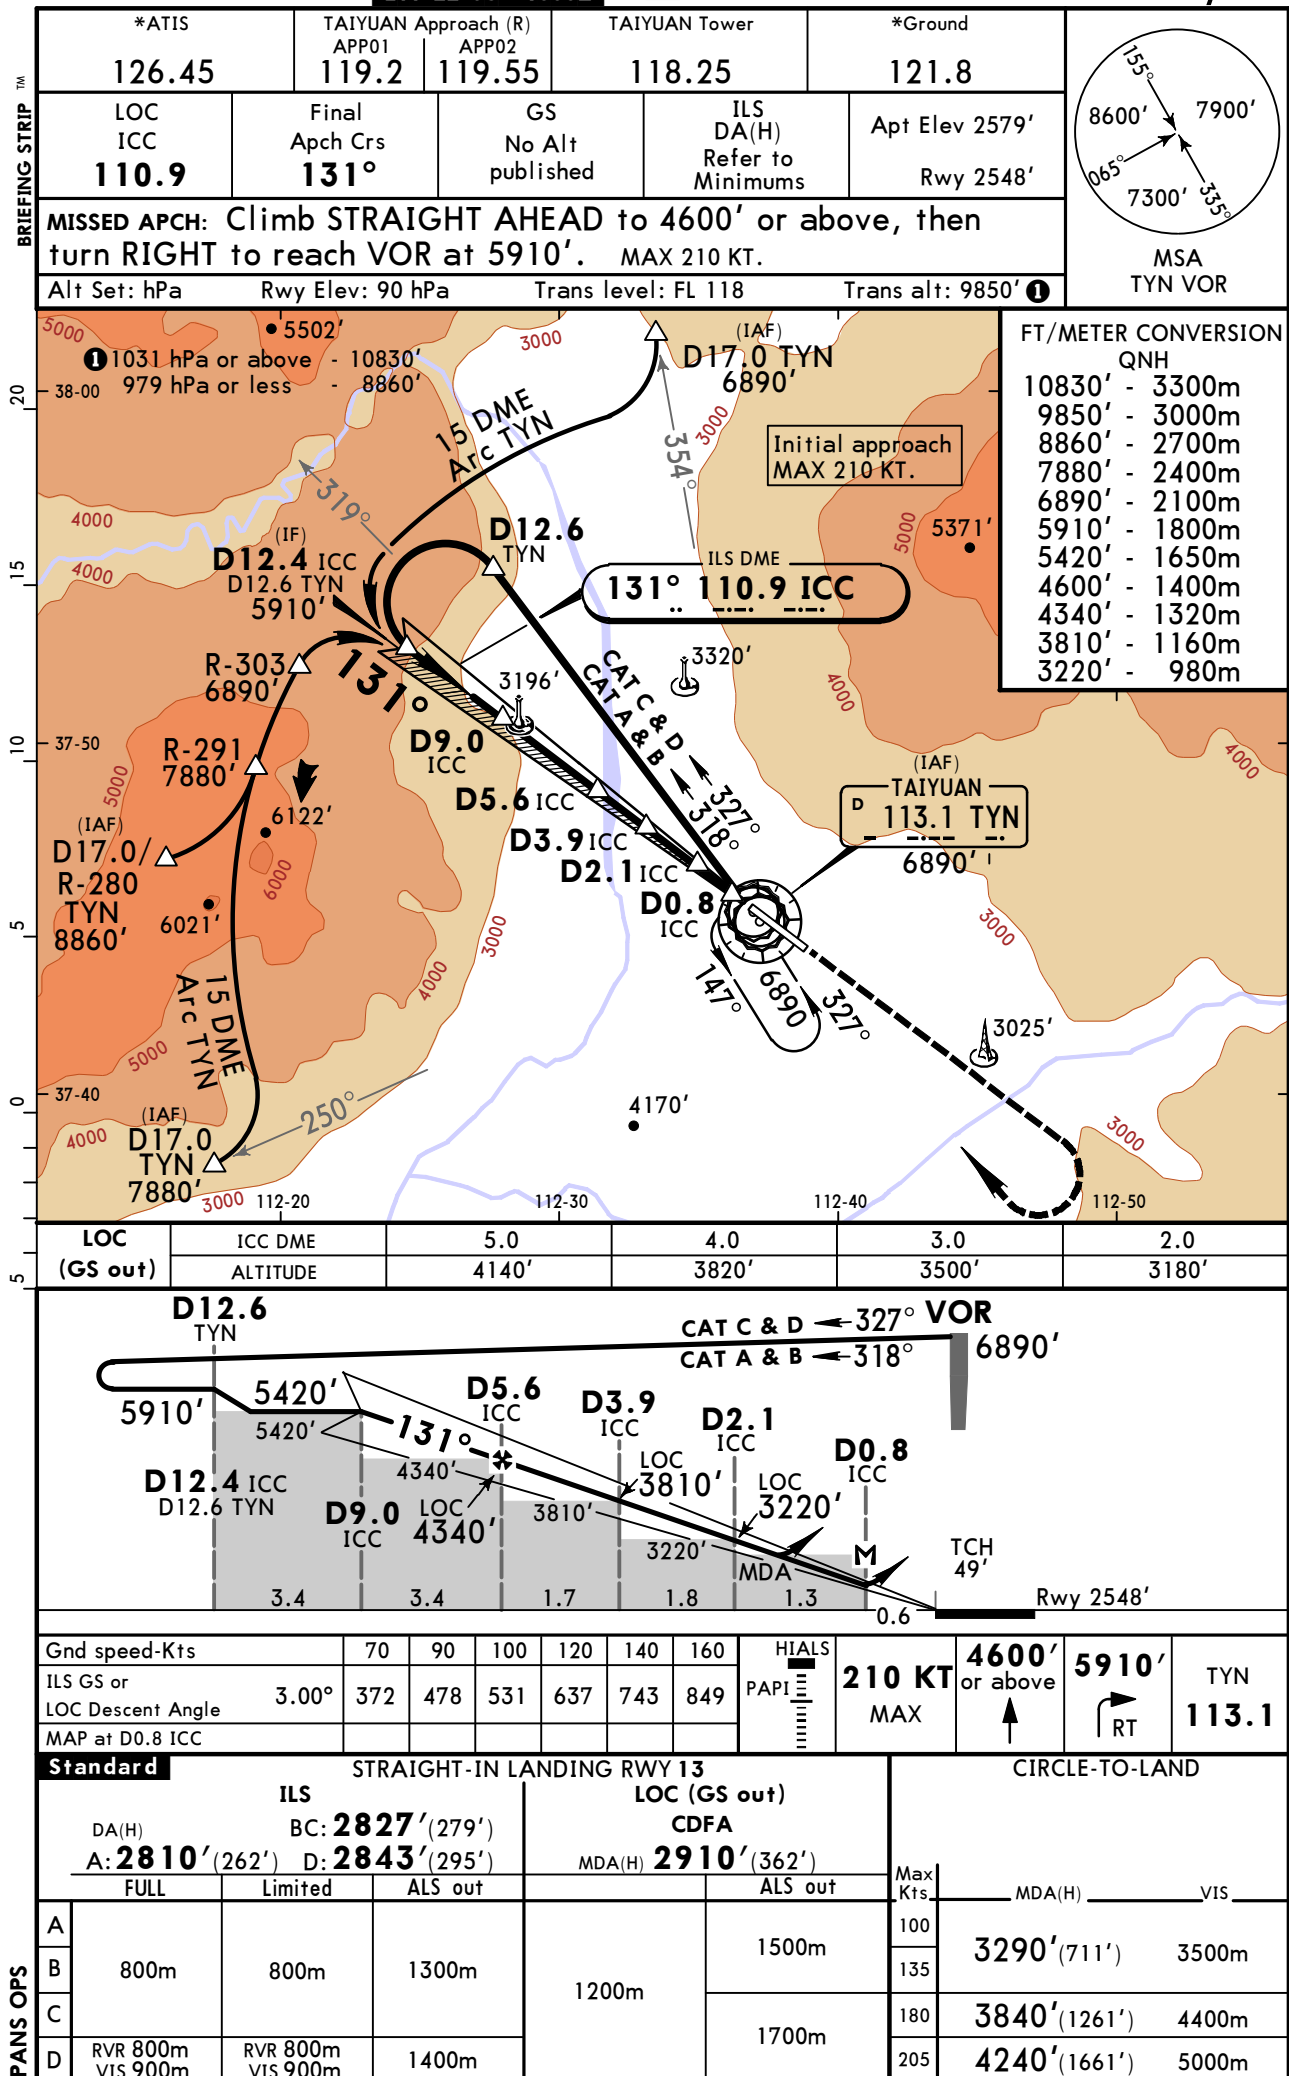 *ATIS
126.45
TAIYUAN Approach (R)
APP01 APP02
119.2 119.55
TAIYUAN Tower
118.25
*Ground
121.8
BRIEFING STRIP TM
LOC
ICC
110.9
Final
Apch Crs
131°
GS
No Alt
published
ILS
DA(H)
Refer to
Minimums
Apt Elev 2579'
Rwy 2548'
155°
8600' 7900'
065°
7300' 335°
MSA
TYN VOR
MISSED APCH: Climb STRAIGHT AHEAD to 4600' or above, then
turn RIGHT to reach VOR at 5910'. MAX 210 KT.
Alt Set: hPa Rwy Elev: 90 hPa Trans level: FL 118 Trans alt: 9850' 1
5000
5502'
1 1031 hPa or above - 10830'
979 hPa or less - 8860'
38-00
3000
(IAF)
D17.0 TYN
6890'
FT/METER CONVERSION
QNH
10830' - 3300m
9850' - 3000m
8860' - 2700m
7880' - 2400m
6890' - 2100m
5910' - 1800m
5420' - 1650m
4600' - 1400m
4340' - 1320m
3810' - 1160m
3220' - 980m
15 DME
Arc TYN
354°
3000
Initial approach
MAX 210 KT.
319°
4000
4000
5000
5371'
(IF)
D12.4 ICC
D12.6 TYN
5910'
D12.6
TYN
ILS DME
131° 110.9 ICC
R-303
6890'
131°
3196'
3320'
4000
CAT C & D 327°
CAT A & B 318°
D9.0
ICC
37-50
R-291
7880'
5000
6122'
D5.6 ICC
D3.9 ICC
D2.1 ICC
D0.8
ICC
(IAF)
TAIYUAN
D 113.1 TYN
6890'
4000
(IAF)
D17.0/
R-280
TYN
8860'
6000
6021'
3000
4000
3000
147°
6890
327°
15 DME
Arc TYN
5000
3025'
37-40
4170'
250°
(IAF)
D17.0
TYN
7880'
4000
3000
3000
112-20 112-30 112-40 112-50
20
15
10
5
0
5
LOC
(GS out)
ICC DME 5.0 4.0 3.0 2.0
ALTITUDE 4140' 3820' 3500' 3180'
D12.6
TYN
CAT C & D 327° VOR
CAT A & B 318° 6890'
5910'
5420'
5420'
131°
D5.6
ICC
D3.9
ICC
D2.1
ICC
D0.8
ICC
D12.4 ICC
D12.6 TYN
4340'
D9.0
ICC
LOC
4340'
LOC
3810'
3810'
LOC
3220'
3220'
MDA
M
TCH
49'
3.4 3.4 1.7 1.8 1.3 0.6
Rwy 2548'
Gnd speed-Kts 70 90 100 120 140 160
ILS GS or
LOC Descent Angle 3.00° 372 478 531 637 743 849
MAP at D0.8 ICC
HIALS
PAPI
210 KT
MAX
4600'
or above
5910'
RT
TYN
113.1
Standard STRAIGHT-IN LANDING RWY 13
CIRCLE-TO-LAND
ILS
DA(H) BC: 2827'(279')
A: 2810'(262') D: 2843'(295')
LOC (GS out)
CDFA
MDA(H) 2910'(362')
FULL Limited ALS out
ALS out
Max
Kts MDA(H) VIS
PANS OPS
A
B
C
D
800m 800m 1300m
RVR 800m
VIS 900m
RVR 800m
VIS 900m
1400m
1200m
1500m
1700m
100
135
3290'(711') 3500m
180 3840'(1261') 4400m
205 4240'(1661') 5000m